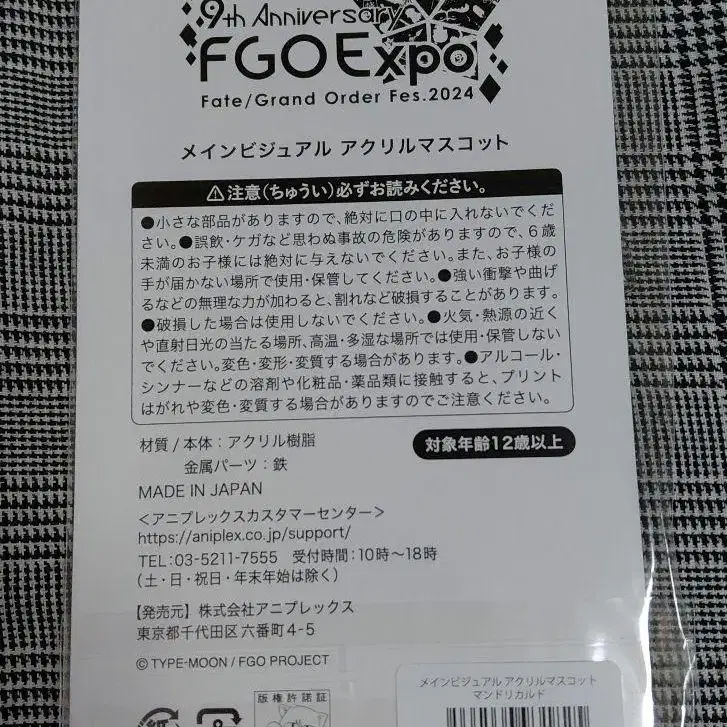 9th Anniversary
FGO Expo
Fate/Grand Order Fes.2024
メインビジュアル アクリルマスコット
⚠注意(ちゅうい)必ずお読みください。
●小さな部品がありますので、絶対に口の中に入れないでくだ
さい。●誤飲・ケガなど思わぬ事故の危険がありますので、6歳
未満のお子様には絶対に与えないでください。また、お子様の
手が届かない場所で使用・保管してください。●強い衝撃や曲げ
るなどの無理な力が加わると、割れなど破損することがあります。
●破損した場合は使用しないでください。●火気・熱源の近く
や直射日光の当たる場所、高温・多湿な場所では使用・保管しない
でください。変色・変形・変質する場合があります。●アルコール・
シンナーなどの溶剤や化粧品・薬品類に接触すると、プリント
はがれや変色・変質する場合がありますのでご注意ください。
材質/本体：アクリル樹脂
金属パーツ：鉄
対象年齢12歳以上
MADE IN JAPAN
<アニプレックスカスタマーセンター>
https://aniplex.co.jp/support/
TEL:03-5211-7555 受付時間：10時～18時
(土・日・祝日・年末年始は除く)
【発売元】株式会社アニプレックス
東京都千代田区六番町4-5
©TYPE-MOON / FGO PROJECT
版権許諾証
メインビジュアル アクリルマスコット
マンドリカルド